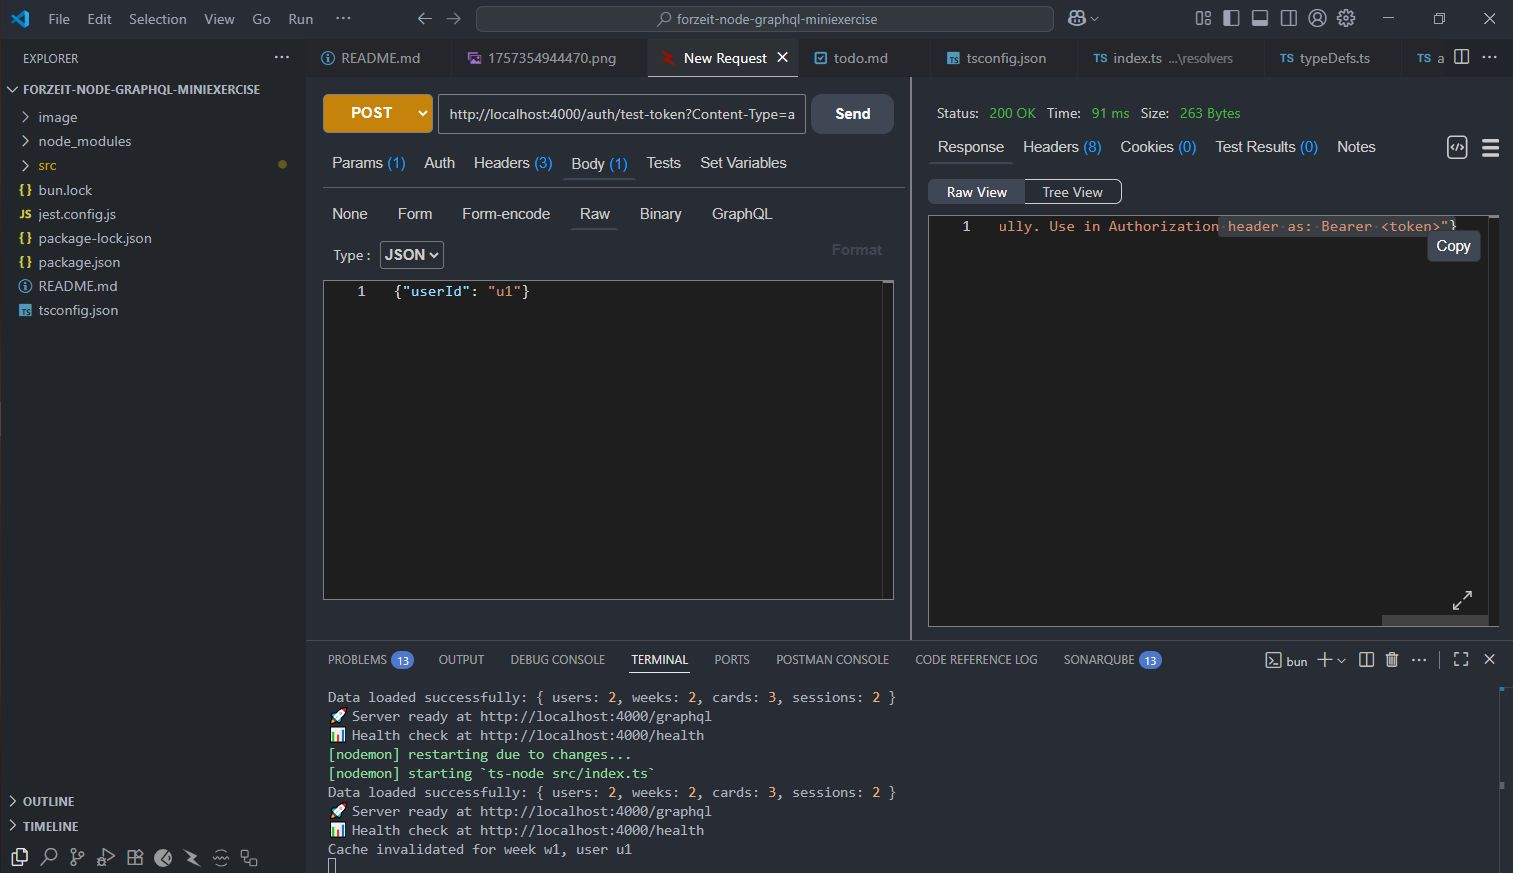 File Edit Selection View Go Run ··· forzeit-node-graphql-miniexercise
EXPLORER ···
FORZEIT-NODE-GRAPHQL-MINIEXERCISE
image
node_modules
src
{} bun.lock
JS jest.config.js
{} package-lock.json
{} package.json
README.md
TS tsconfig.json
OUTLINE
TIMELINE
README.md 1757354944470.png New Request todo.md TS tsconfig.json TS index.ts ...\resolvers TS typeDefs.ts TS a ···
POST http://localhost:4000/auth/test-token?Content-Type=a Send
Params (1) Auth Headers (3) Body (1) Tests Set Variables
None Form Form-encode Raw Binary GraphQL
Type : JSON Format
1 {"userId": "u1"}
Status: 200 OK Time: 91 ms Size: 263 Bytes
Response Headers (8) Cookies (0) Test Results (0) Notes
Raw View Tree View
1 ully. Use in Authorization header as: Bearer <token>"}
Copy
PROBLEMS 13 OUTPUT DEBUG CONSOLE TERMINAL PORTS POSTMAN CONSOLE CODE REFERENCE LOG SONARQUBE 13 bun ···
Data loaded successfully: { users: 2, weeks: 2, cards: 3, sessions: 2 }
🚀 Server ready at http://localhost:4000/graphql
📊 Health check at http://localhost:4000/health
[nodemon] restarting due to changes...
[nodemon] starting `ts-node src/index.ts`
Data loaded successfully: { users: 2, weeks: 2, cards: 3, sessions: 2 }
🚀 Server ready at http://localhost:4000/graphql
📊 Health check at http://localhost:4000/health
Cache invalidated for week w1, user u1